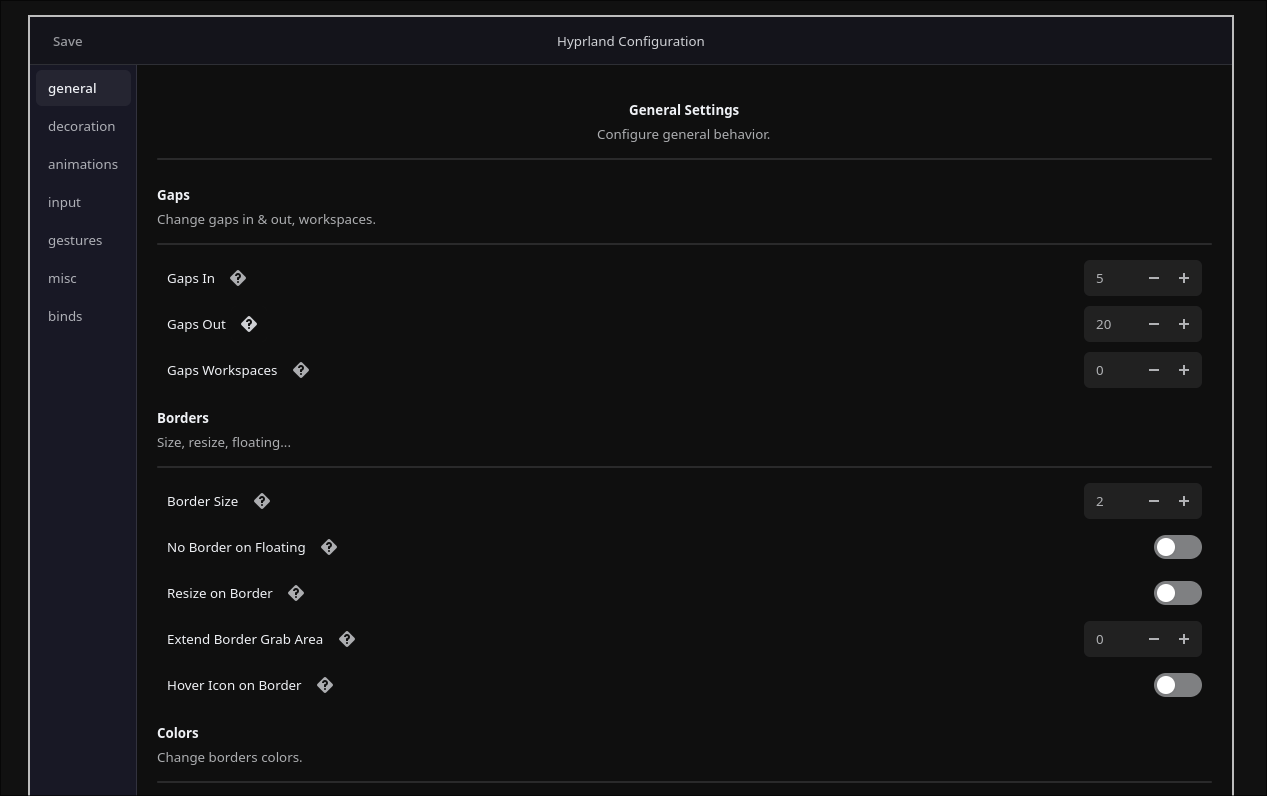 Save
Hyprland Configuration
general
decoration
animations
input
gestures
misc
binds
General Settings
Configure general behavior.
Gaps
Change gaps in & out, workspaces.
Gaps In ? 5 − +
Gaps Out ? 20 − +
Gaps Workspaces ? 0 − +
Borders
Size, resize, floating...
Border Size ? 2 − +
No Border on Floating ?
Resize on Border ?
Extend Border Grab Area ? 0 − +
Hover Icon on Border ?
Colors
Change borders colors.